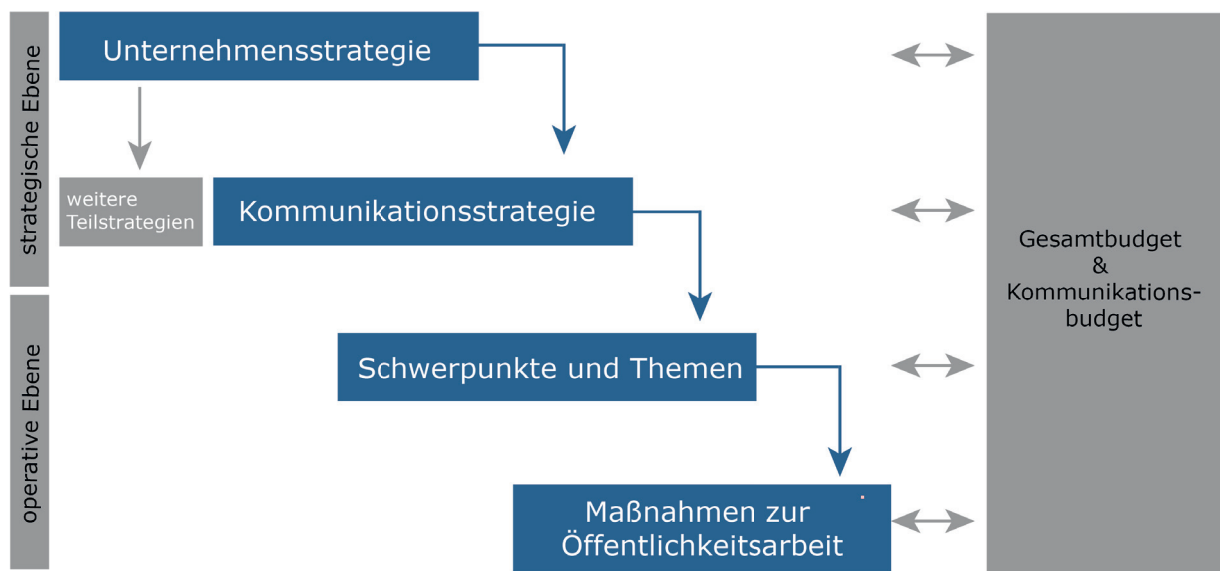 strategische Ebene
Unternehmensstrategie
weitere
Teilstrategien
Kommunikationsstrategie
operative Ebene
Schwerpunkte und Themen
Maßnahmen zur
Öffentlichkeitsarbeit
Gesamtbudget
&
Kommunikations-
budget